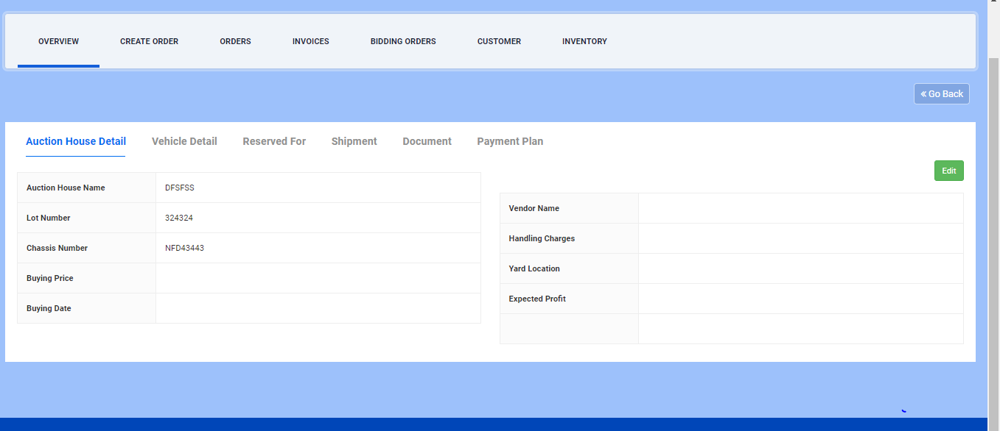 OVERVIEW CREATE ORDER ORDERS INVOICES BIDDING ORDERS CUSTOMER INVENTORY
« Go Back
Auction House Detail Vehicle Detail Reserved For Shipment Document Payment Plan
Edit
Auction House Name DFSFSS
Lot Number 324324
Chassis Number NFD43443
Buying Price
Buying Date
Vendor Name
Handling Charges
Yard Location
Expected Profit